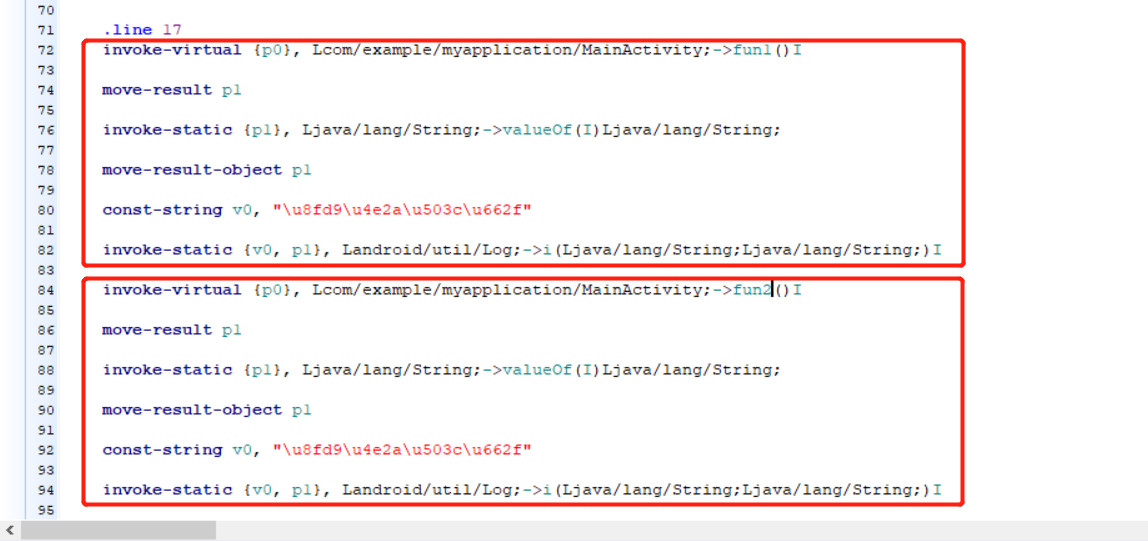 70
71 .line 17
72 invoke-virtual {p0}, Lcom/example/myapplication/MainActivity;->fun1()I
73
74 move-result p1
75
76 invoke-static {p1}, Ljava/lang/String;->valueOf(I)Ljava/lang/String;
77
78 move-result-object p1
79
80 const-string v0, "\u8fd9\u4e2a\u503c\u662f"
81
82 invoke-static {v0, p1}, Landroid/util/Log;->i(Ljava/lang/String;Ljava/lang/String;)I
83
84 invoke-virtual {p0}, Lcom/example/myapplication/MainActivity;->fun2()I
85
86 move-result p1
87
88 invoke-static {p1}, Ljava/lang/String;->valueOf(I)Ljava/lang/String;
89
90 move-result-object p1
91
92 const-string v0, "\u8fd9\u4e2a\u503c\u662f"
93
94 invoke-static {v0, p1}, Landroid/util/Log;->i(Ljava/lang/String;Ljava/lang/String;)I
95